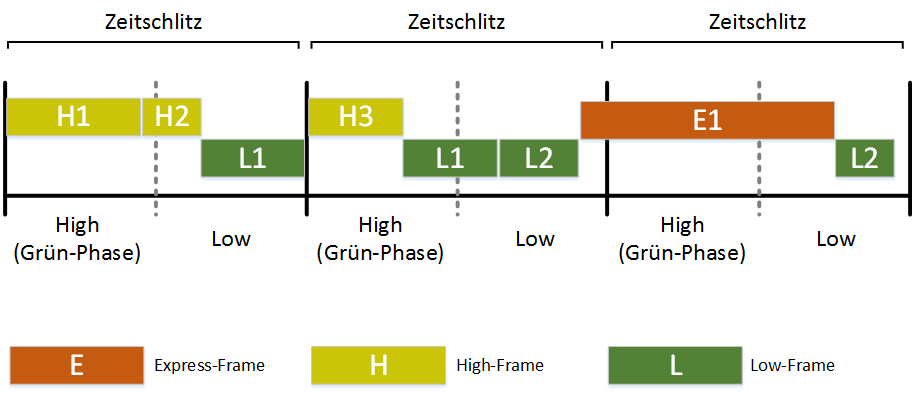 Zeitschlitz Zeitschlitz Zeitschlitz
H1 H2 H3 E1
L1 L1 L2 L2
High Low High Low High Low
(Grün-Phase) (Grün-Phase) (Grün-Phase)
E Express-Frame H High-Frame L Low-Frame